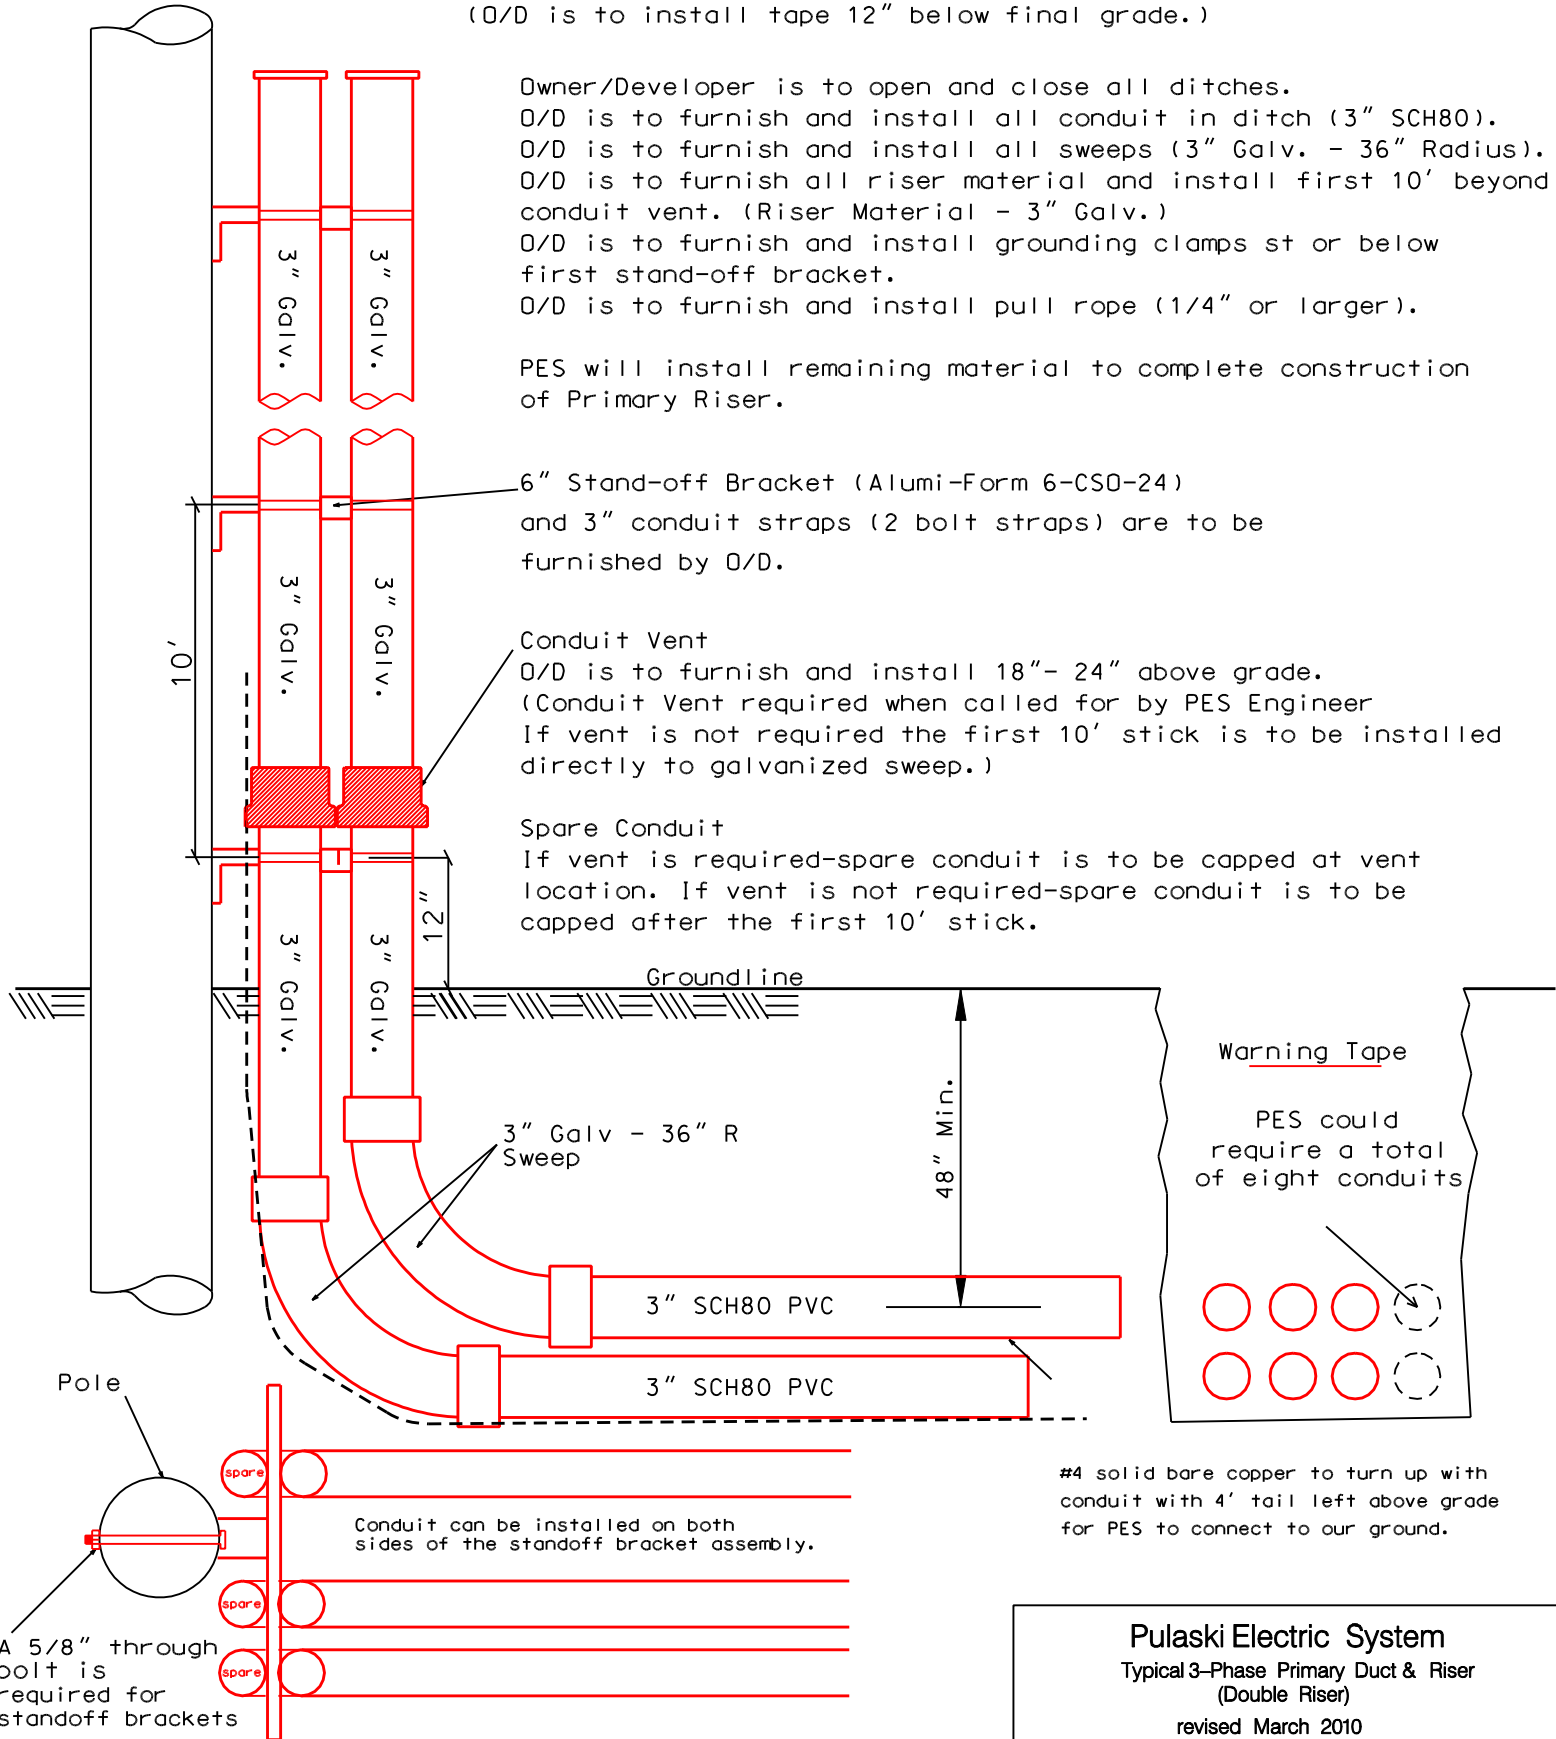 (O/D is to install tape 12" below final grade.)
Owner/Developer is to open and close all ditches.
O/D is to furnish and install all conduit in ditch (3" SCH80).
O/D is to furnish and install all sweeps (3" Galv. - 36" Radius).
O/D is to furnish all riser material and install first 10' beyond
conduit vent. (Riser Material - 3" Galv.)
O/D is to furnish and install grounding clamps st or below
first stand-off bracket.
O/D is to furnish and install pull rope (1/4" or larger).
PES will install remaining material to complete construction
of Primary Riser.
3" Galv.
3" Galv.
6" Stand-off Bracket (Alumi-Form 6-CSO-24)
and 3" conduit straps (2 bolt straps) are to be
furnished by O/D.
3" Galv.
3" Galv.
10'
Conduit Vent
O/D is to furnish and install 18"- 24" above grade.
(Conduit Vent required when called for by PES Engineer
If vent is not required the first 10' stick is to be installed
directly to galvanized sweep.)
Spare Conduit
If vent is required-spare conduit is to be capped at vent
location. If vent is not required-spare conduit is to be
capped after the first 10' stick.
12"
3" Galv.
3" Galv.
Groundline
48" Min.
Warning Tape
PES could
require a total
of eight conduits
3" Galv - 36" R
Sweep
3" SCH80 PVC
3" SCH80 PVC
Pole
spare
Conduit can be installed on both
sides of the standoff bracket assembly.
spare
spare
A 5/8" through
bolt is
required for
standoff brackets
#4 solid bare copper to turn up with
conduit with 4' tail left above grade
for PES to connect to our ground.
Pulaski Electric System
Typical 3-Phase Primary Duct & Riser
(Double Riser)
revised March 2010